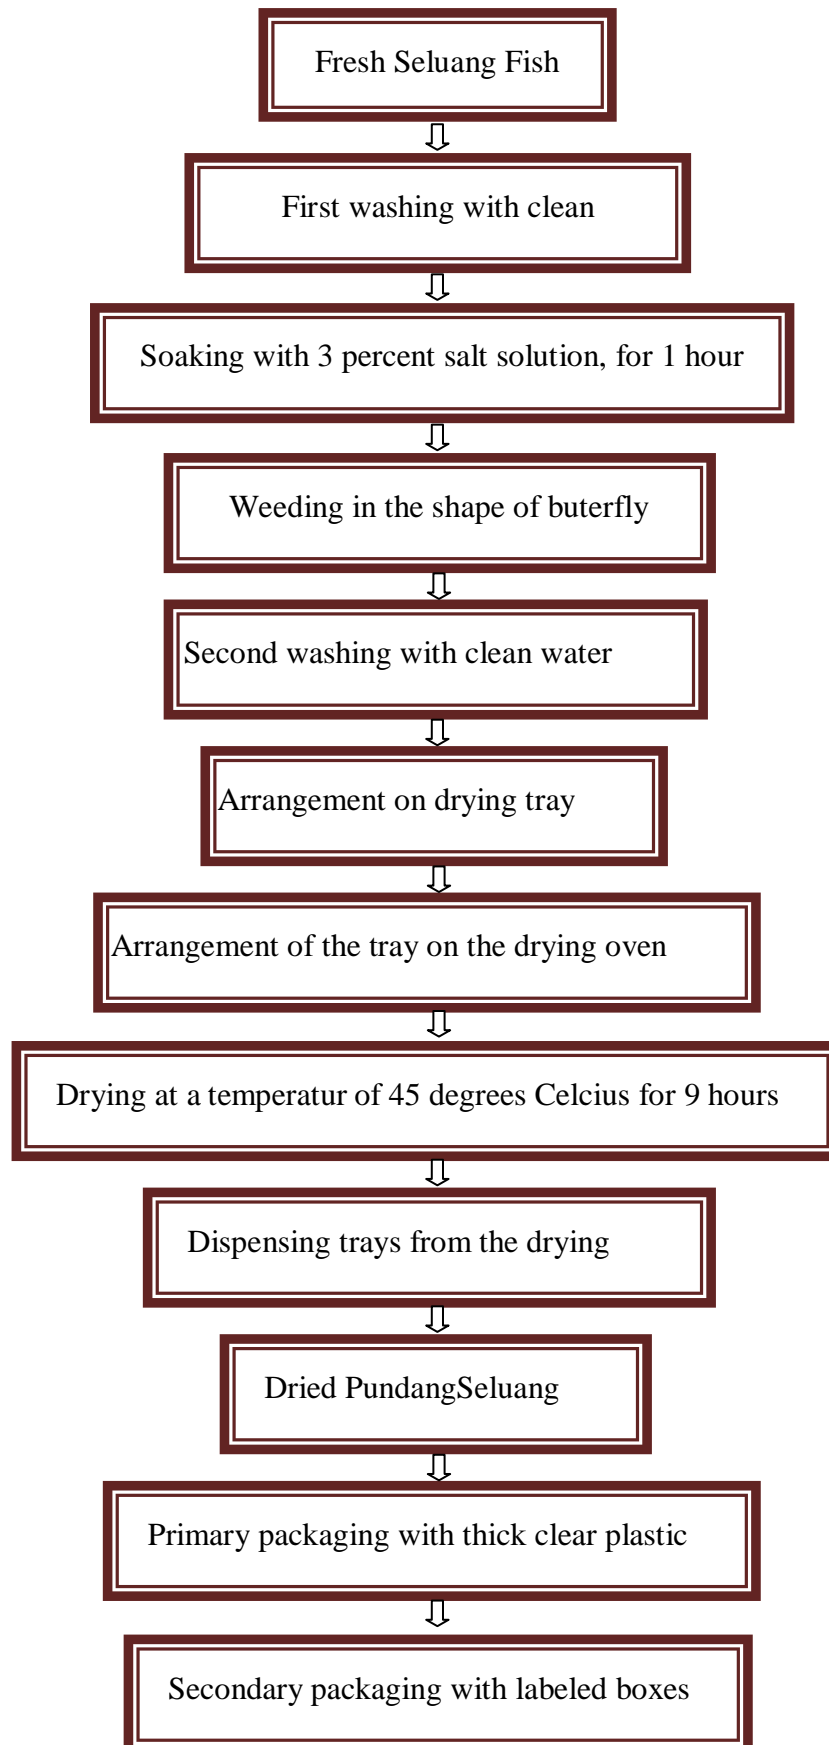 Fresh Seluang Fish
First washing with clean
Soaking with 3 percent salt solution, for 1 hour
Weeding in the shape of buterfly
Second washing with clean water
Arrangement on drying tray
Arrangement of the tray on the drying oven
Drying at a temperatur of 45 degrees Celcius for 9 hours
Dispensing trays from the drying
Dried PundangSeluang
Primary packaging with thick clear plastic
Secondary packaging with labeled boxes